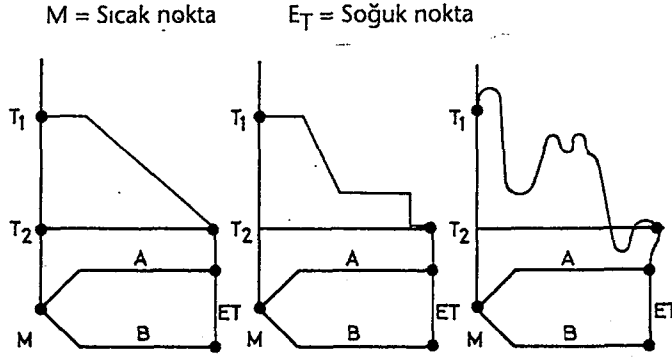 M = Sıcak nokta E_T = Soğuk nokta
T₁ T₁ T₁
T₂ T₂ T₂
A A A
ET ET ET
M B M B M B